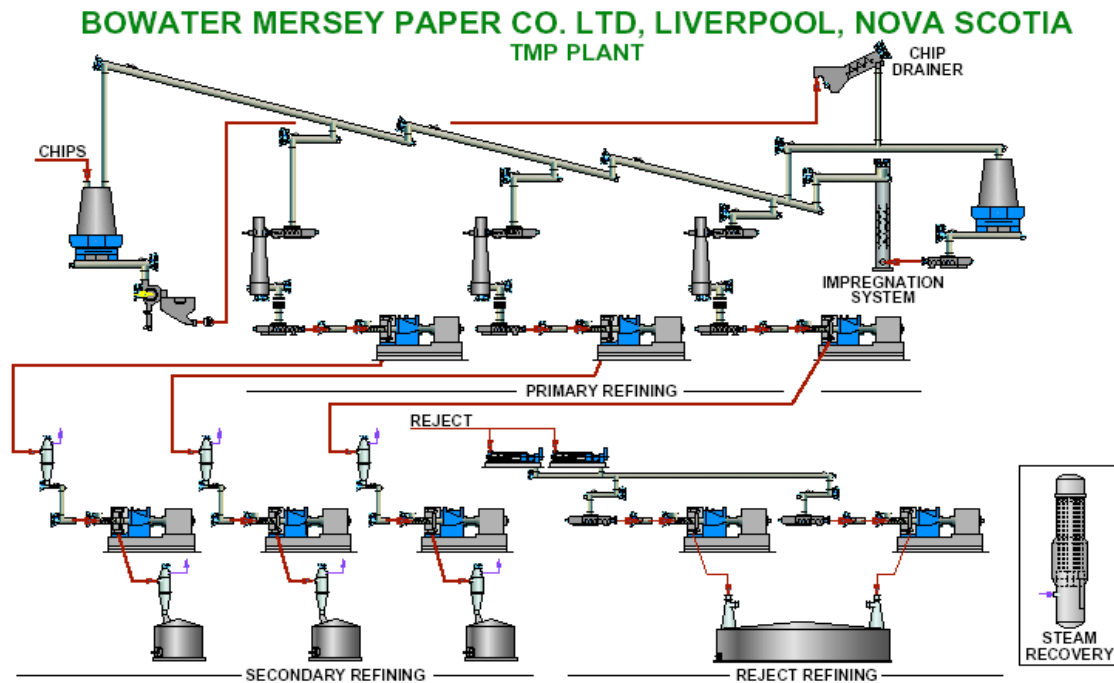 BOWATER MERSEY PAPER CO. LTD, LIVERPOOL, NOVA SCOTIA
TMP PLANT
CHIP
DRAINER
CHIPS
IMPREGNATION
SYSTEM
PRIMARY REFINING
REJECT
STEAM
RECOVERY
SECONDARY REFINING
REJECT REFINING